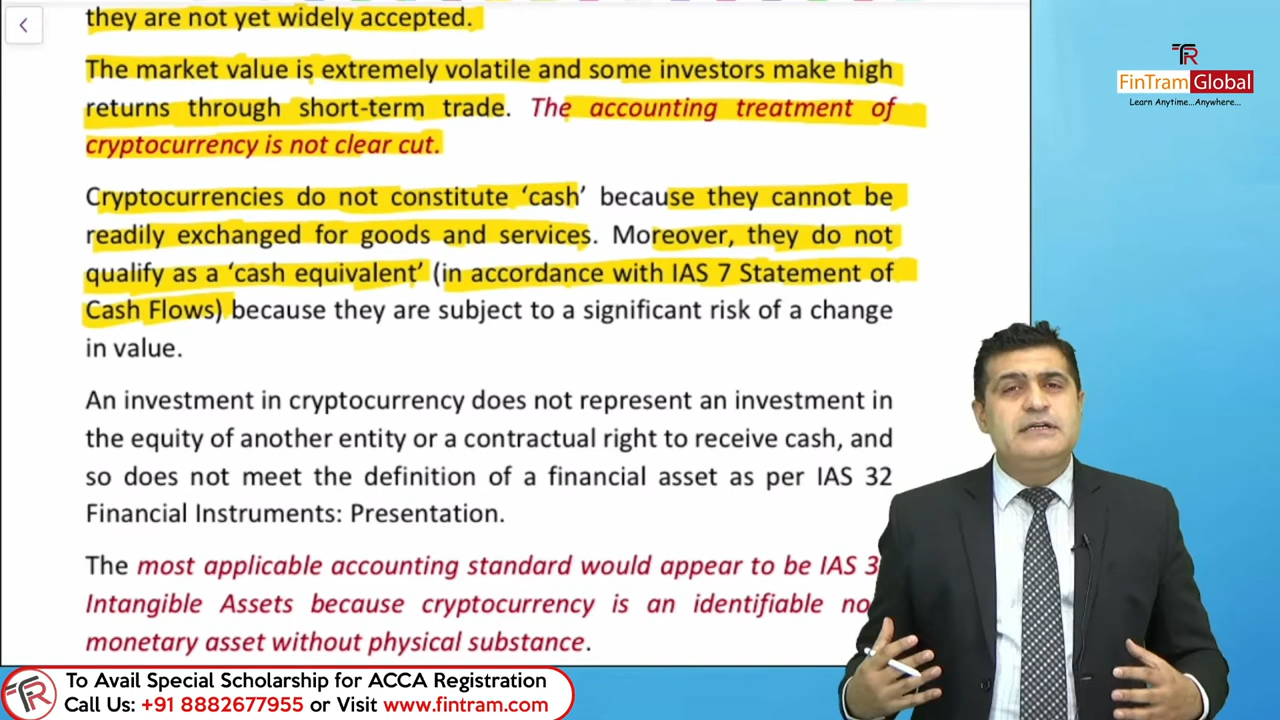 they are not yet widely accepted.
The market value is extremely volatile and some investors make high
returns through short-term trade. The accounting treatment of
cryptocurrency is not clear cut.
Cryptocurrencies do not constitute ‘cash’ because they cannot be
readily exchanged for goods and services. Moreover, they do not
qualify as a ‘cash equivalent’ (in accordance with IAS 7 Statement of
Cash Flows) because they are subject to a significant risk of a change
in value.
An investment in cryptocurrency does not represent an investment in
the equity of another entity or a contractual right to receive cash, and
so does not meet the definition of a financial asset as per IAS 32
Financial Instruments: Presentation.
The most applicable accounting standard would appear to be IAS
Intangible Assets because cryptocurrency is an identifiable
monetary asset without physical substance.
FR
FinTram Global
Learn Anytime...Anywhere...
To Avail Special Scholarship for ACCA Registration
Call Us: +91 8882677955 or Visit www.fintram.com